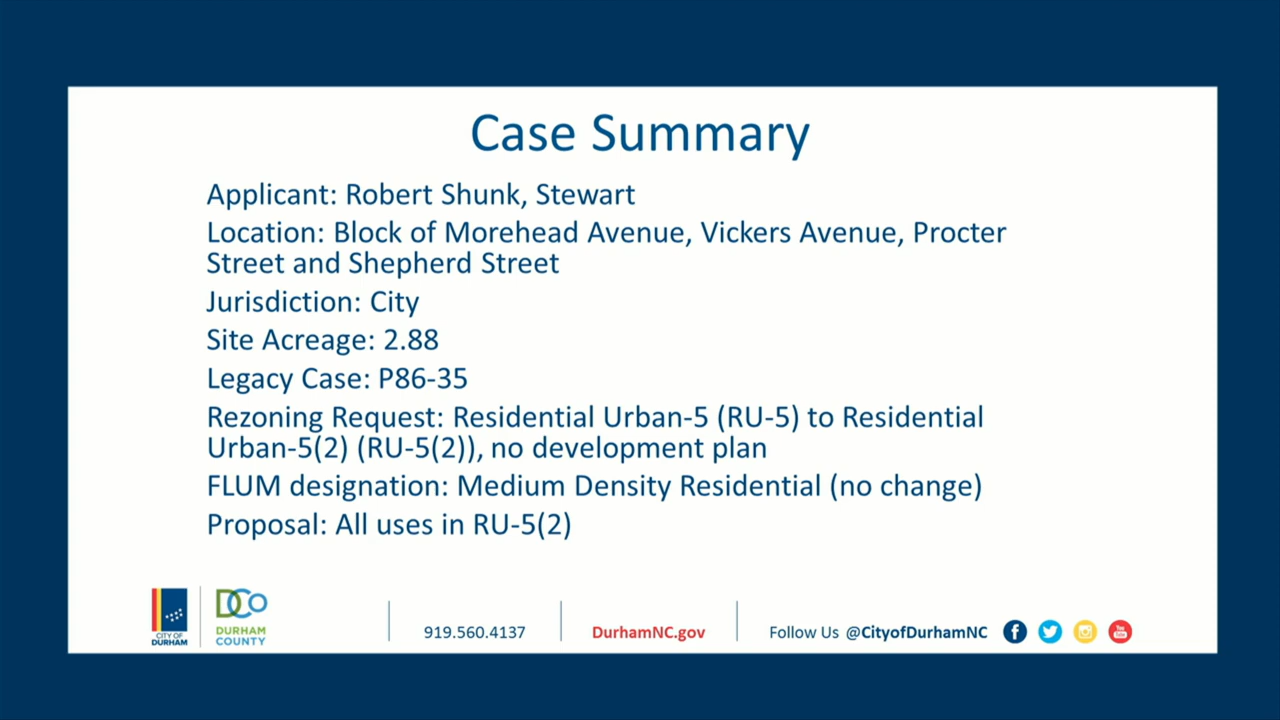 Case Summary
Applicant: Robert Shunk, Stewart
Location: Block of Morehead Avenue, Vickers Avenue, Procter
Street and Shepherd Street
Jurisdiction: City
Site Acreage: 2.88
Legacy Case: P86-35
Rezoning Request: Residential Urban-5 (RU-5) to Residential
Urban-5(2) (RU-5(2)), no development plan
FLUM designation: Medium Density Residential (no change)
Proposal: All uses in RU-5(2)
CITY OF
DURHAM
DCo
DURHAM
COUNTY
919.560.4137
DurhamNC.gov
Follow Us @CityofDurhamNC
You
Tube